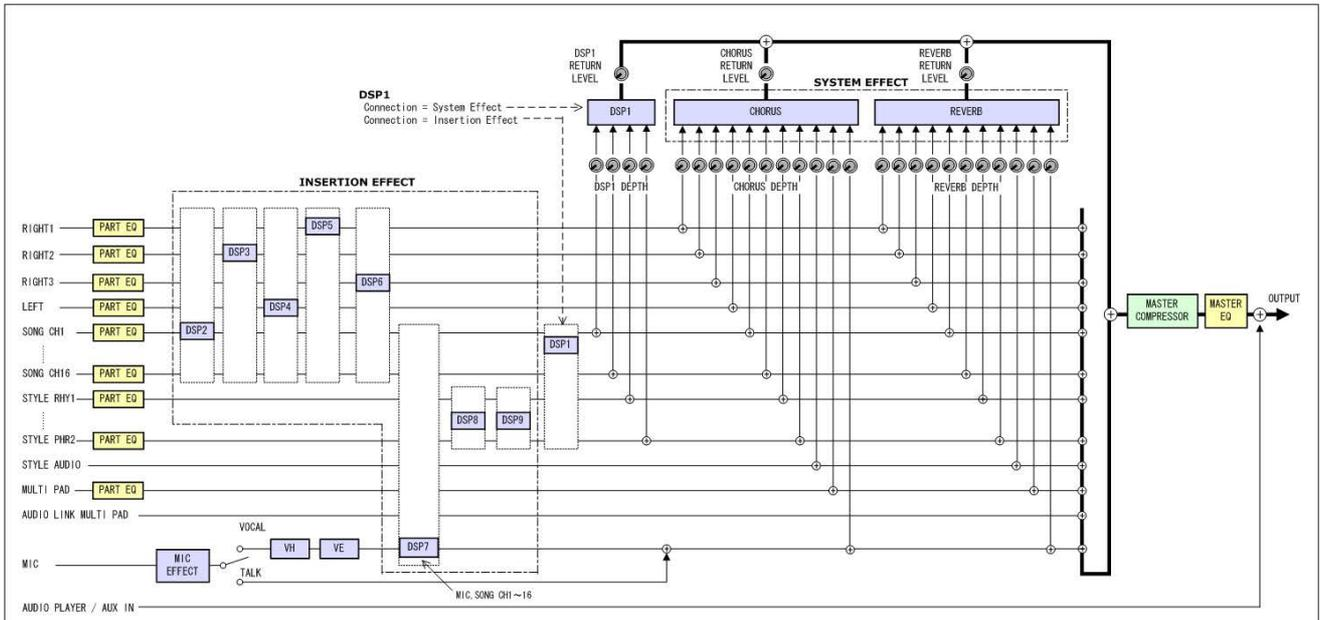 DSP1
RETURN
LEVEL
CHORUS
RETURN
LEVEL
REVERB
RETURN
LEVEL
SYSTEM EFFECT
DSP1
Connection = System Effect
Connection = Insertion Effect
DSP1
CHORUS
REVERB
DSP1 DEPTH
CHORUS DEPTH
REVERB DEPTH
INSERTION EFFECT
RIGHT1
PART EQ
DSP5
RIGHT2
PART EQ
DSP3
RIGHT3
PART EQ
DSP6
LEFT
PART EQ
DSP4
SONG CH1
PART EQ
DSP2
DSP1
SONG CH16
PART EQ
STYLE RHY1
PART EQ
DSP8
DSP9
STYLE PHR2
PART EQ
STYLE AUDIO
MULTI PAD
PART EQ
AUDIO LINK MULTI PAD
VOCAL
MIC
MIC
EFFECT
VH
VE
DSP7
TALK
MIC, SONG CH1~16
AUDIO PLAYER / AUX IN
MASTER
COMPRESSOR
MASTER
EQ
OUTPUT